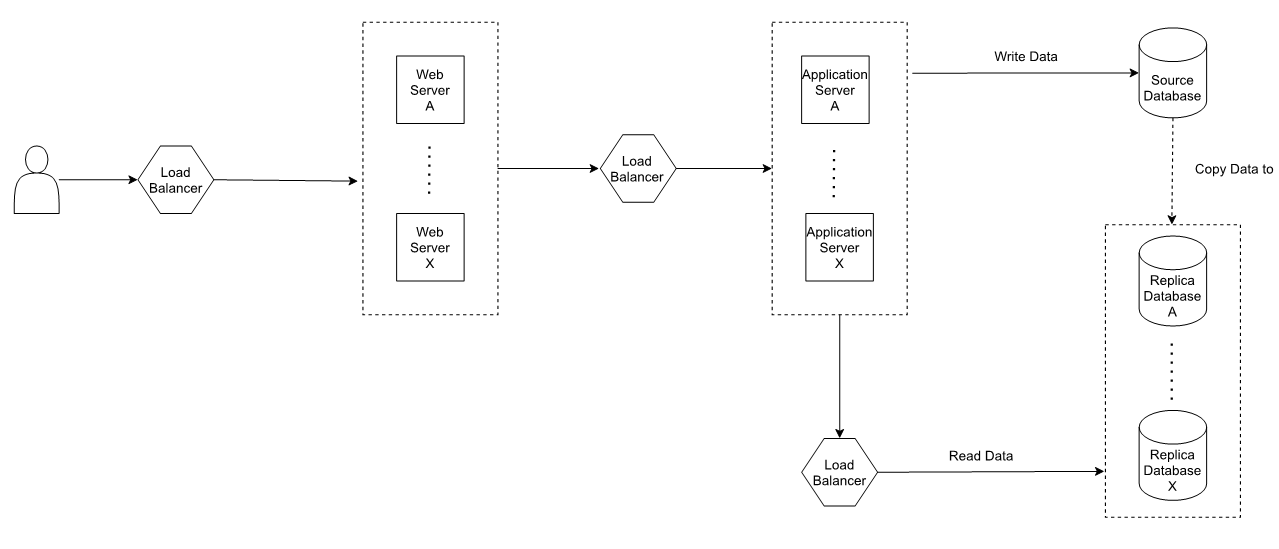 Load
Balancer
Web
Server
A
Web
Server
X
Load
Balancer
Application
Server
A
Application
Server
X
Write Data
Source
Database
Copy Data to
Replica
Database
A
Replica
Database
X
Load
Balancer
Read Data